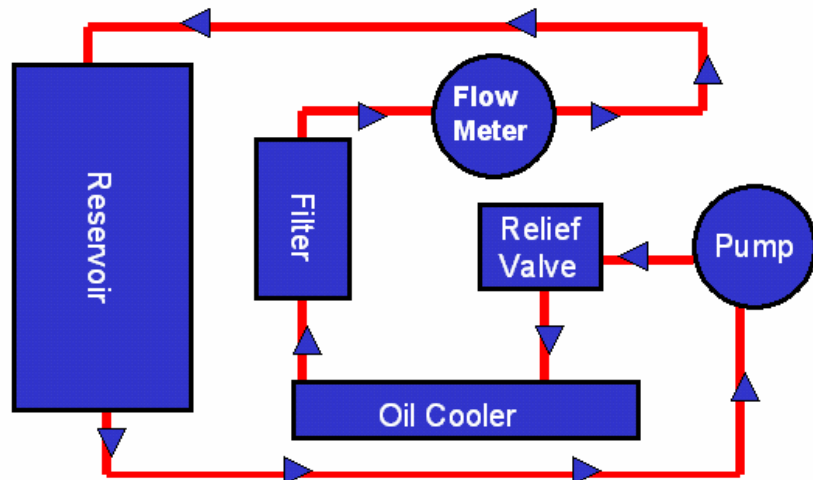 Flow
Meter
Reservoir
Filter
Relief
Valve
Pump
Oil Cooler